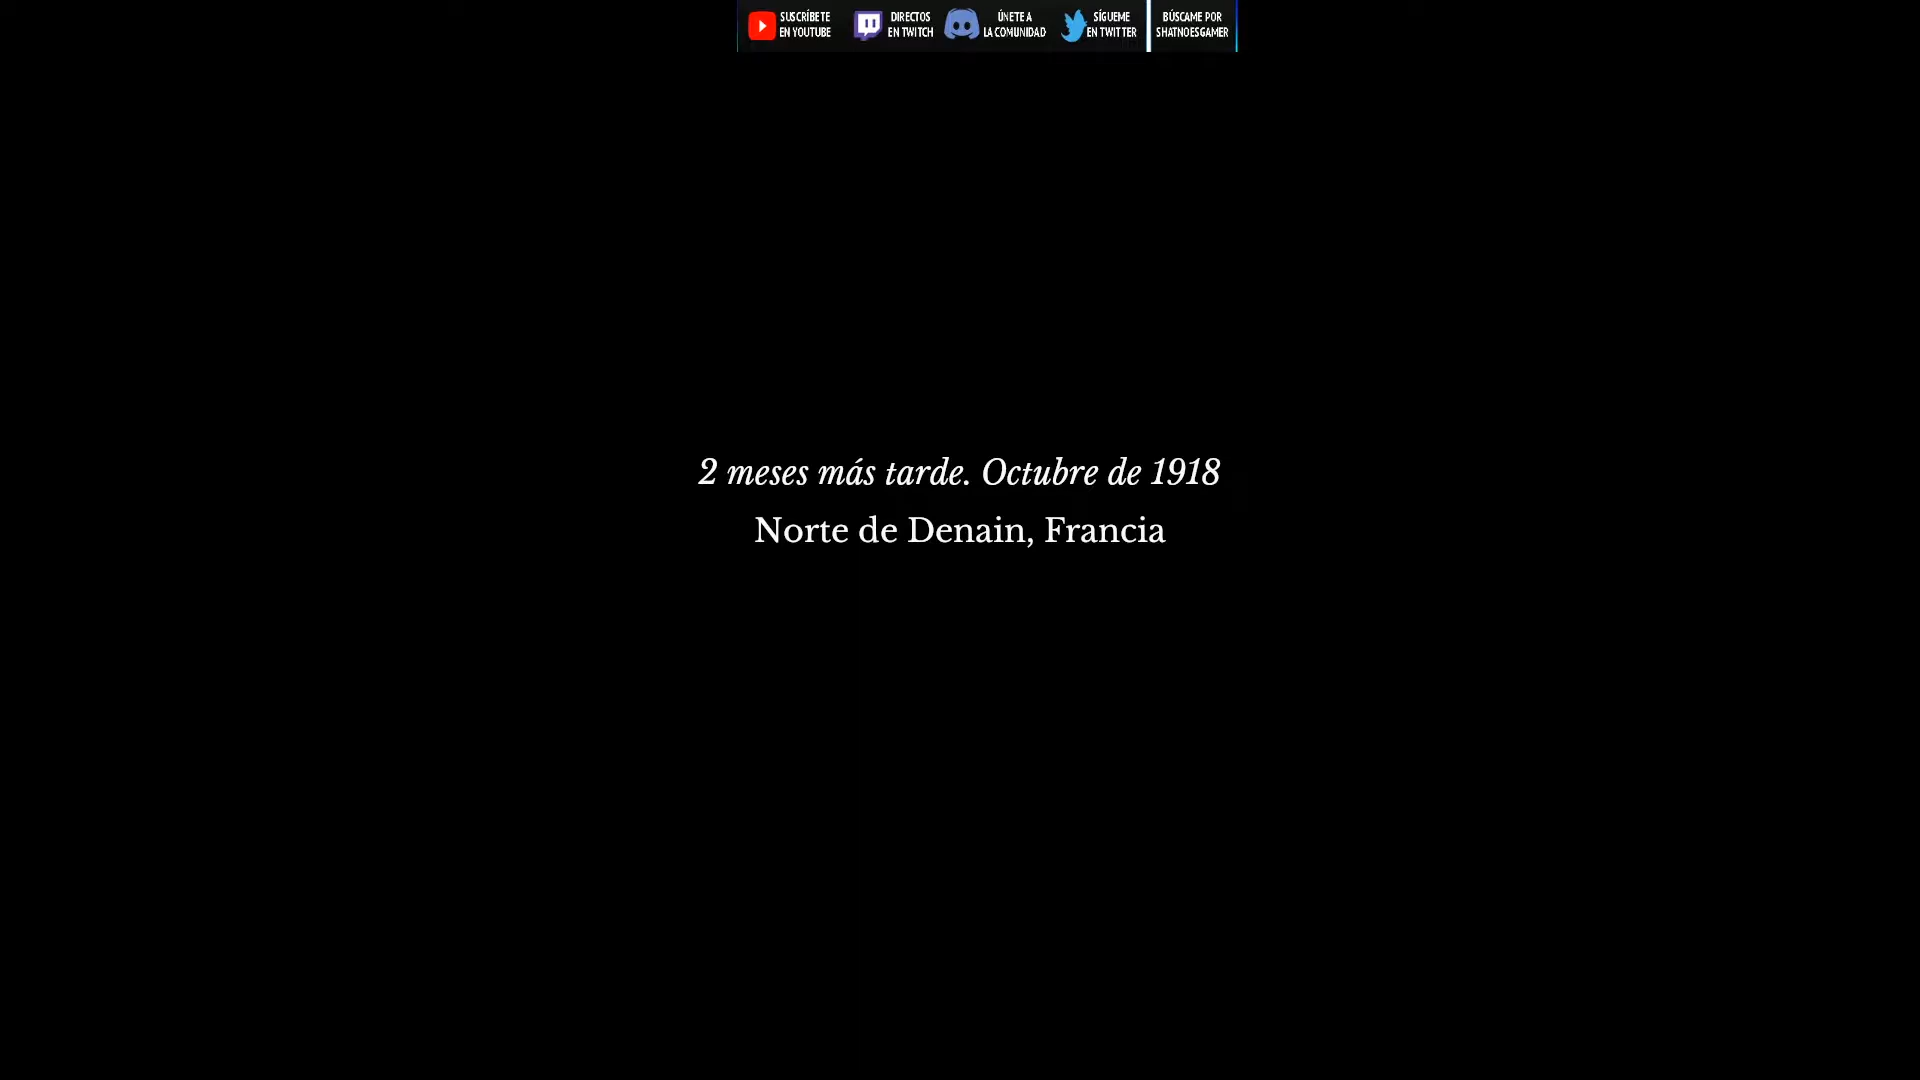 SUSCRÍBETE
EN YOUTUBE
DIRECTOS
EN TWITCH
ÚNETE A
LA COMUNIDAD
SÍGUEME
EN TWITTER
BÚSCAME POR
SHATNOESGAMER
2 meses más tarde. Octubre de 1918
Norte de Denain, Francia